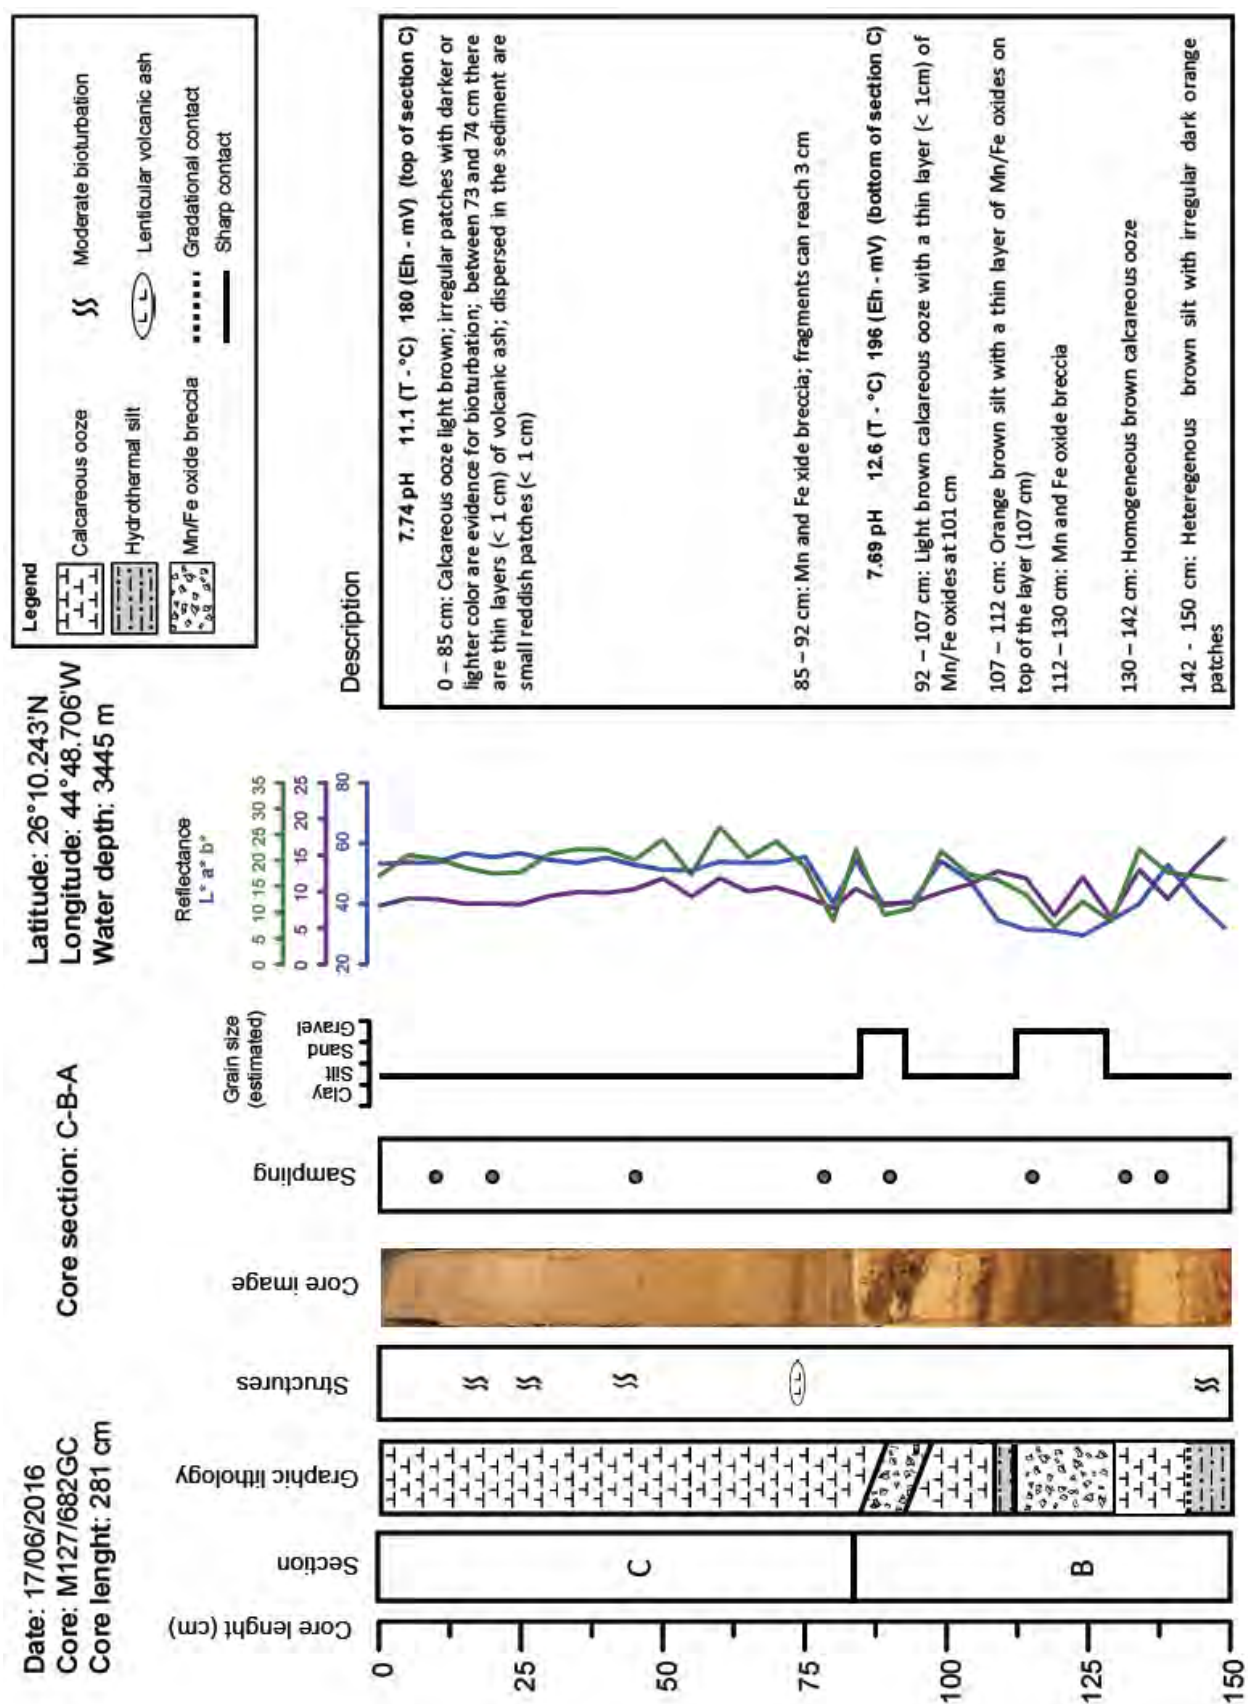 Date: 17/06/2016
Core: M127/682GC
Core lenght: 281 cm
Core section: C-B-A
Latitude: 26°10.243'N
Longitude: 44°48.706'W
Water depth: 3445 m
Legend
Calcareous ooze
Hydrothermal silt
Mn/Fe oxide breccia
Moderate bioturbation
Lenticular volcanic ash
Gradational contact
Sharp contact
Core lenght (cm)
Section
Graphic lithology
Structures
Core image
Sampling
Grain size
(estimated)
Clay
Silt
Sand
Gravel
Reflectance
L* a* b*
0 5 10 15 20 25 30 35
0 5 10 15 20 25
20 40 60 80
Description
0
25
50
75
100
125
150
C
B
7.74 pH 11.1 (T - °C) 180 (Eh - mV) (top of section C)
0 – 85 cm: Calcareous ooze light brown; irregular patches with darker or
lighter color are evidence for bioturbation; between 73 and 74 cm there
are thin layers (< 1 cm) of volcanic ash; dispersed in the sediment are
small reddish patches (< 1 cm)
85 – 92 cm: Mn and Fe xide breccia; fragments can reach 3 cm
7.69 pH 12.6 (T - °C) 196 (Eh - mV) (bottom of section C)
92 – 107 cm: Light brown calcareous ooze with a thin layer (< 1cm) of
Mn/Fe oxides at 101 cm
107 – 112 cm: Orange brown silt with a thin layer of Mn/Fe oxides on
top of the layer (107 cm)
112 – 130 cm: Mn and Fe oxide breccia
130 – 142 cm: Homogeneous brown calcareous ooze
142 - 150 cm: Heteregenous brown silt with irregular dark orange
patches